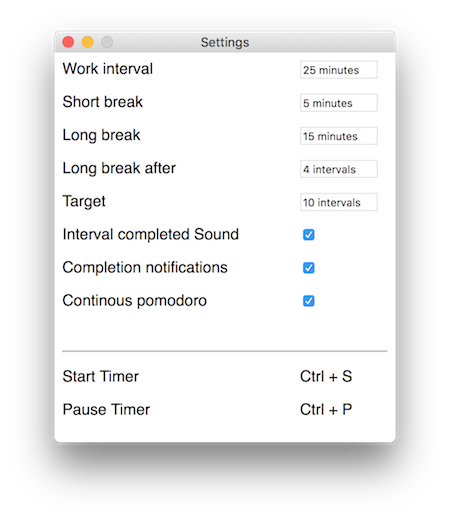 Settings
Work interval 25 minutes
Short break 5 minutes
Long break 15 minutes
Long break after 4 intervals
Target 10 intervals
Interval completed Sound
Completion notifications
Continous pomodoro
Start Timer Ctrl + S
Pause Timer Ctrl + P